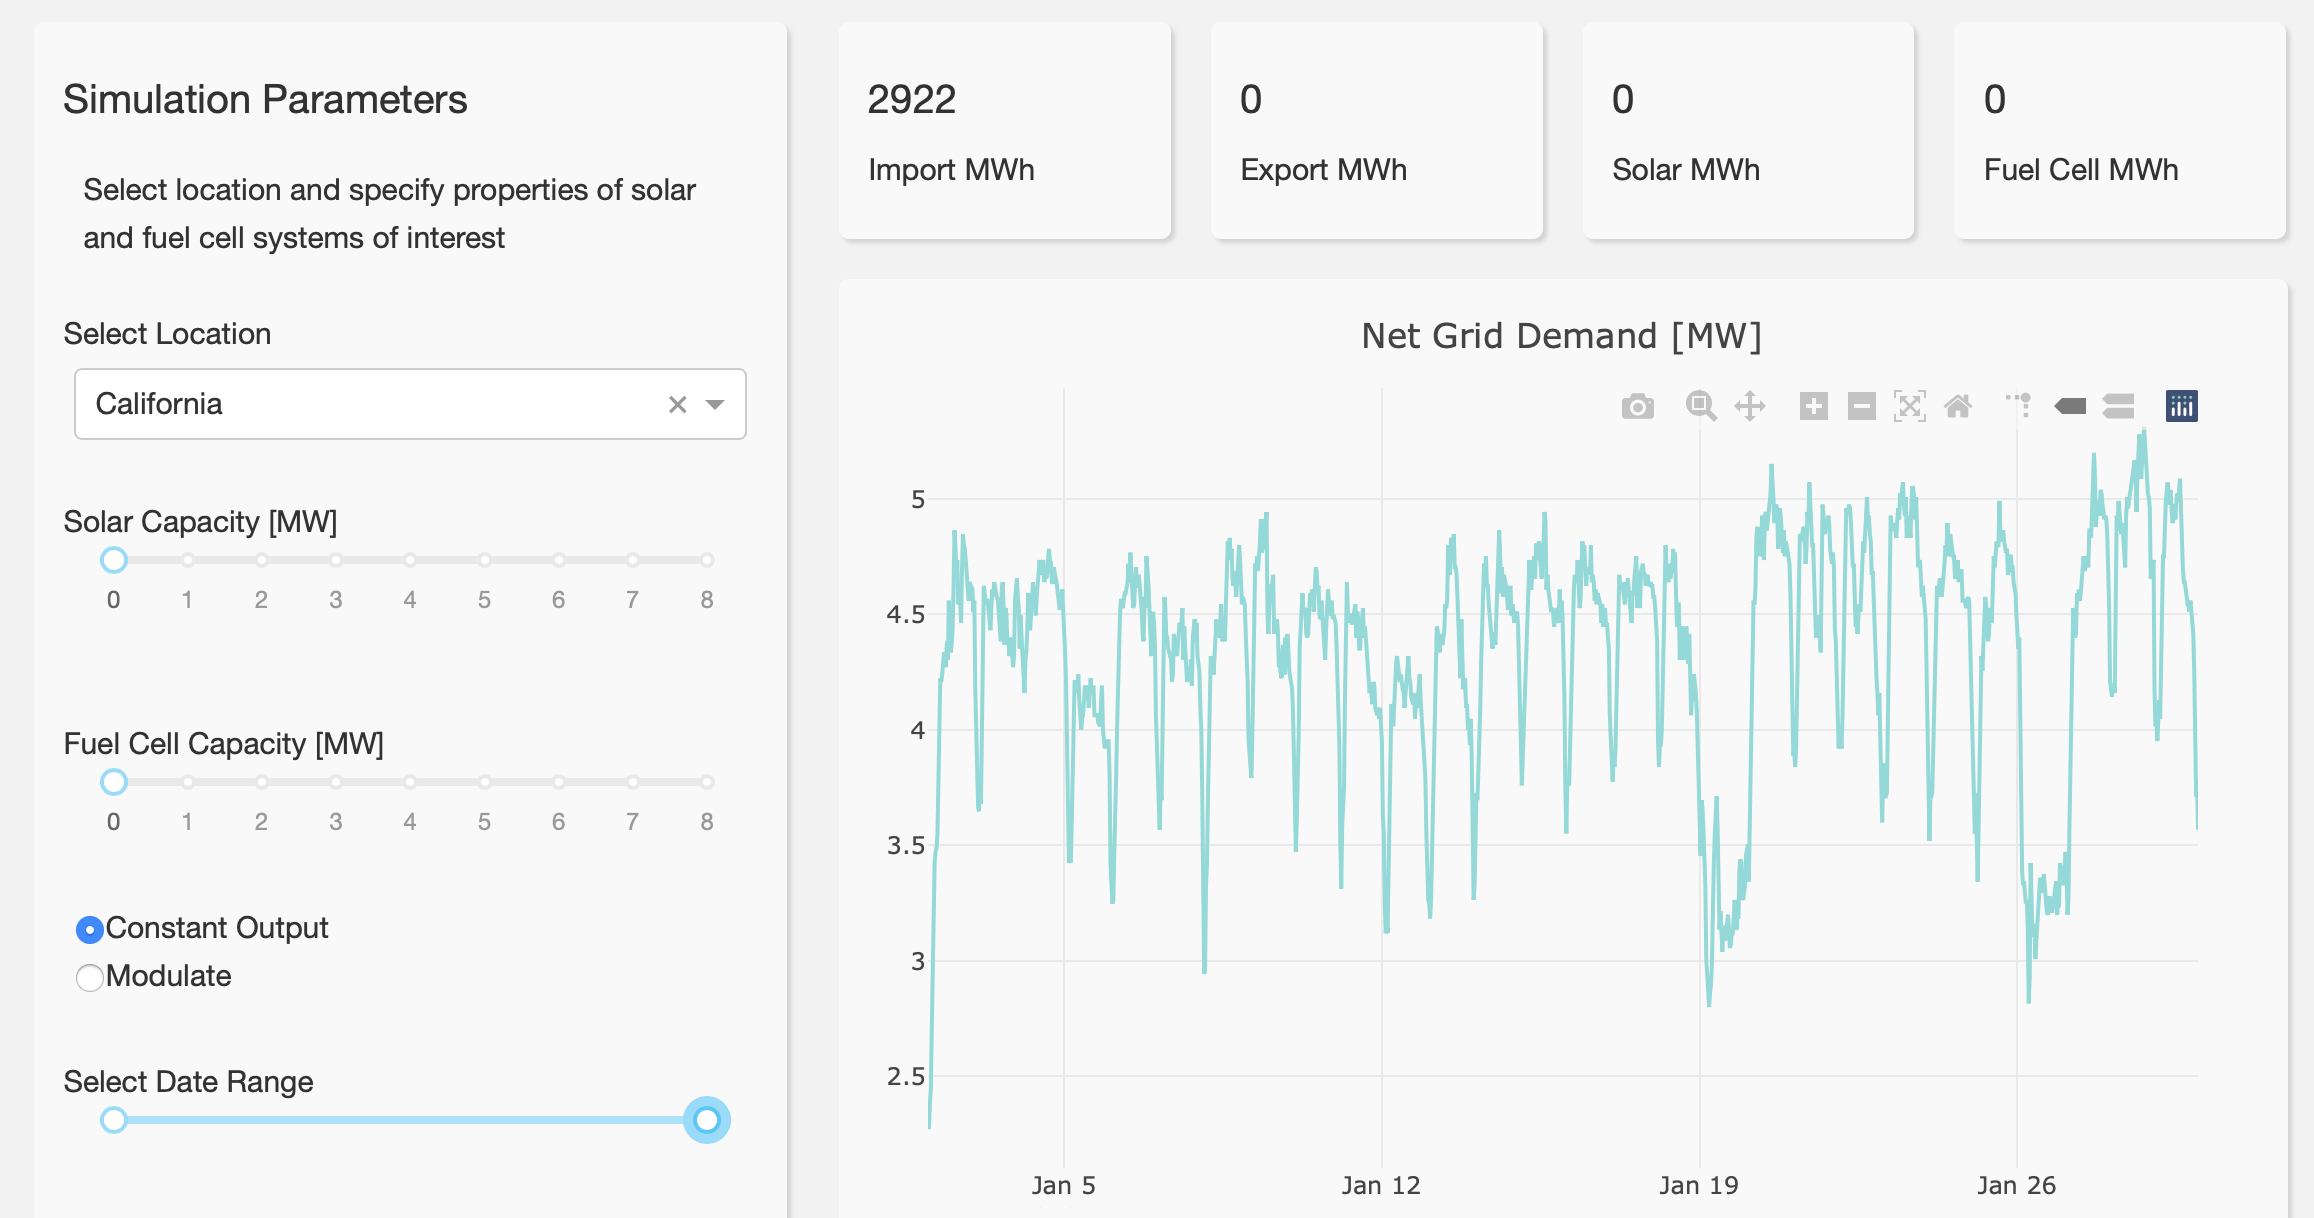 Simulation Parameters
Select location and specify properties of solar
and fuel cell systems of interest
Select Location
California
Solar Capacity [MW]
0 1 2 3 4 5 6 7 8
Fuel Cell Capacity [MW]
0 1 2 3 4 5 6 7 8
Constant Output
Modulate
Select Date Range
2922
Import MWh
0
Export MWh
0
Solar MWh
0
Fuel Cell MWh
Net Grid Demand [MW]
5
4.5
4
3.5
3
2.5
Jan 5 Jan 12 Jan 19 Jan 26